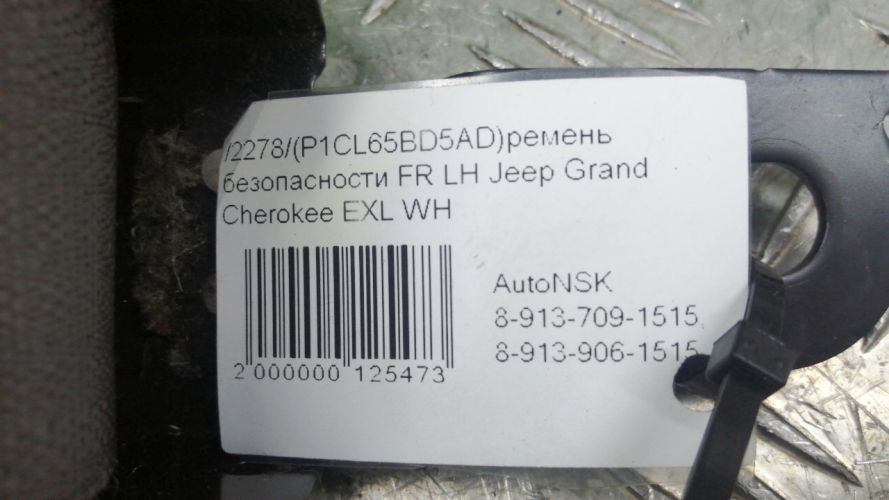 /2278/(P1CL65BD5AD)ремень
безопасности FR LH Jeep Grand
Cherokee EXL WH
AutoNSK
8-913-709-1515,
8-913-906-1515
2 000000 125473